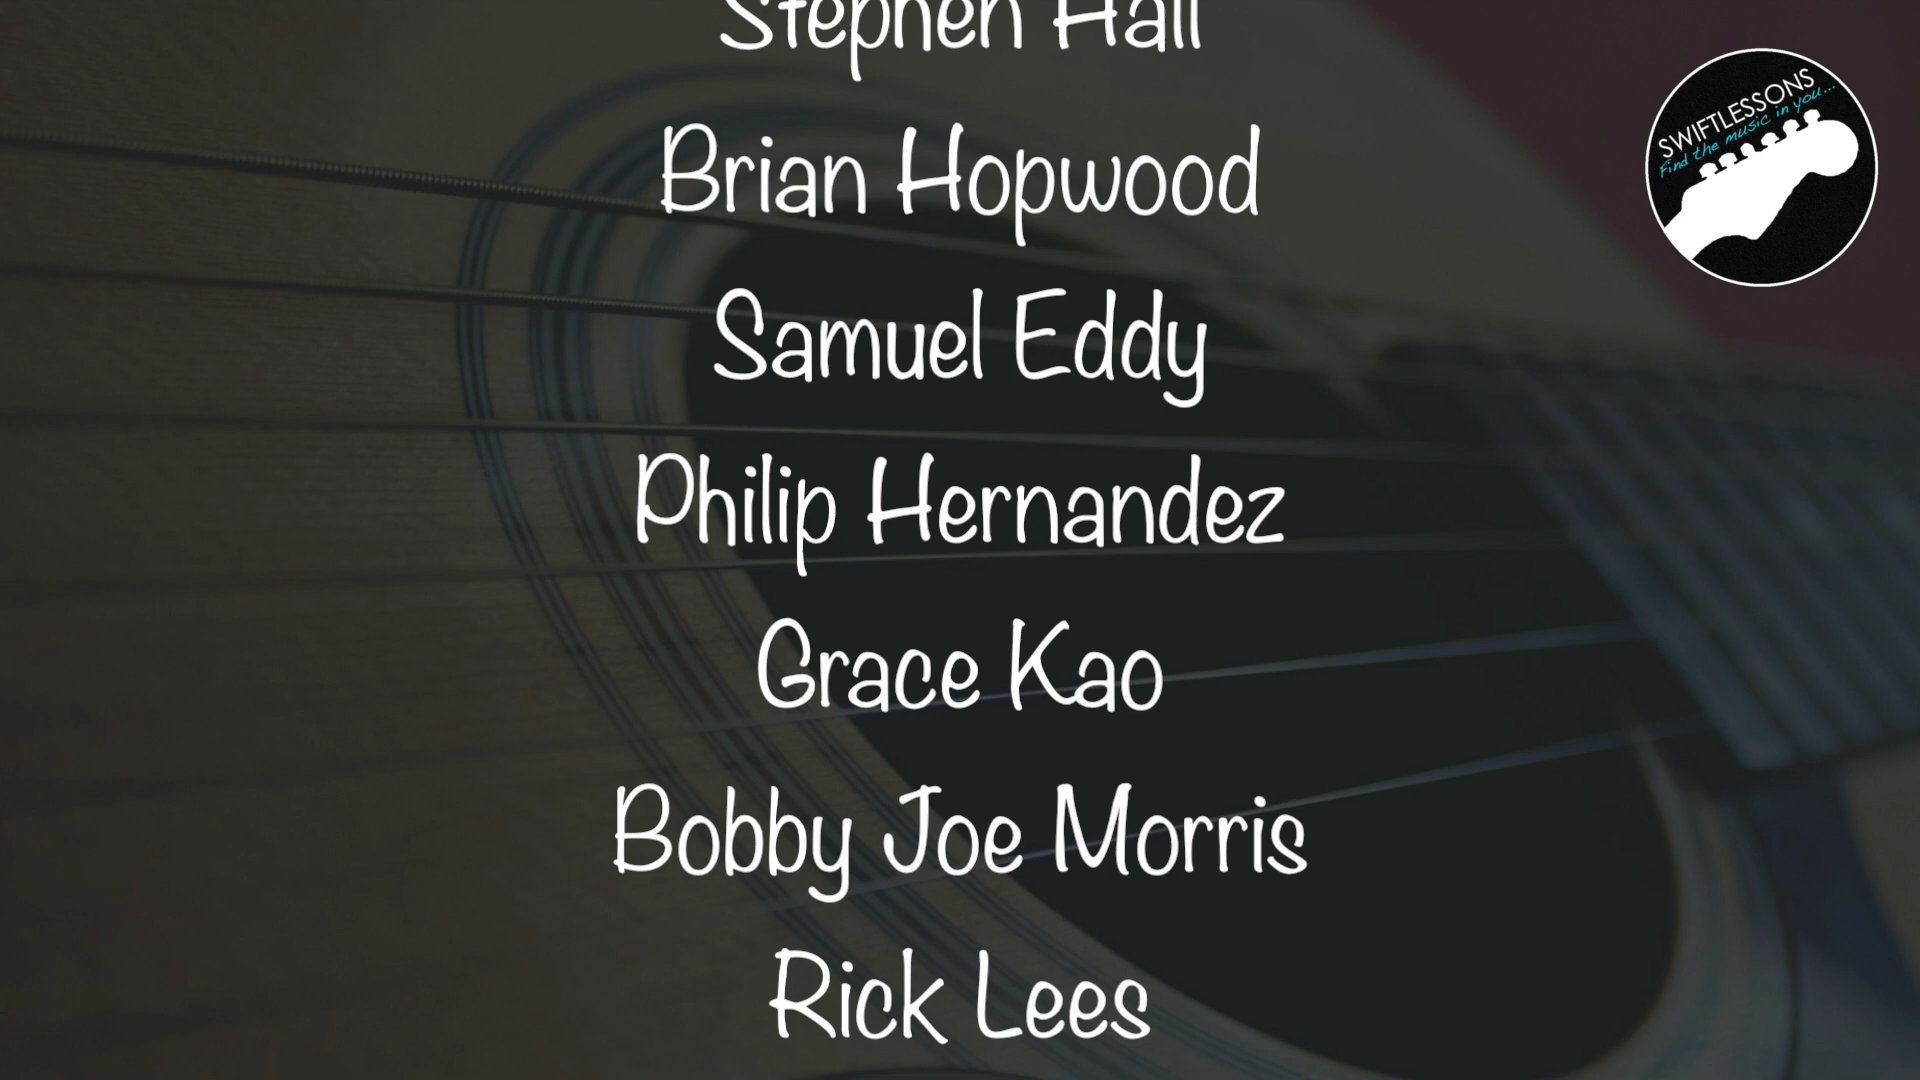 Stephen Hall
Brian Hopwood
SWIFTLESSONS
Find the music in you...
Samuel Eddy
Philip Hernandez
Grace Kao
Bobby Joe Morris
Rick Lees